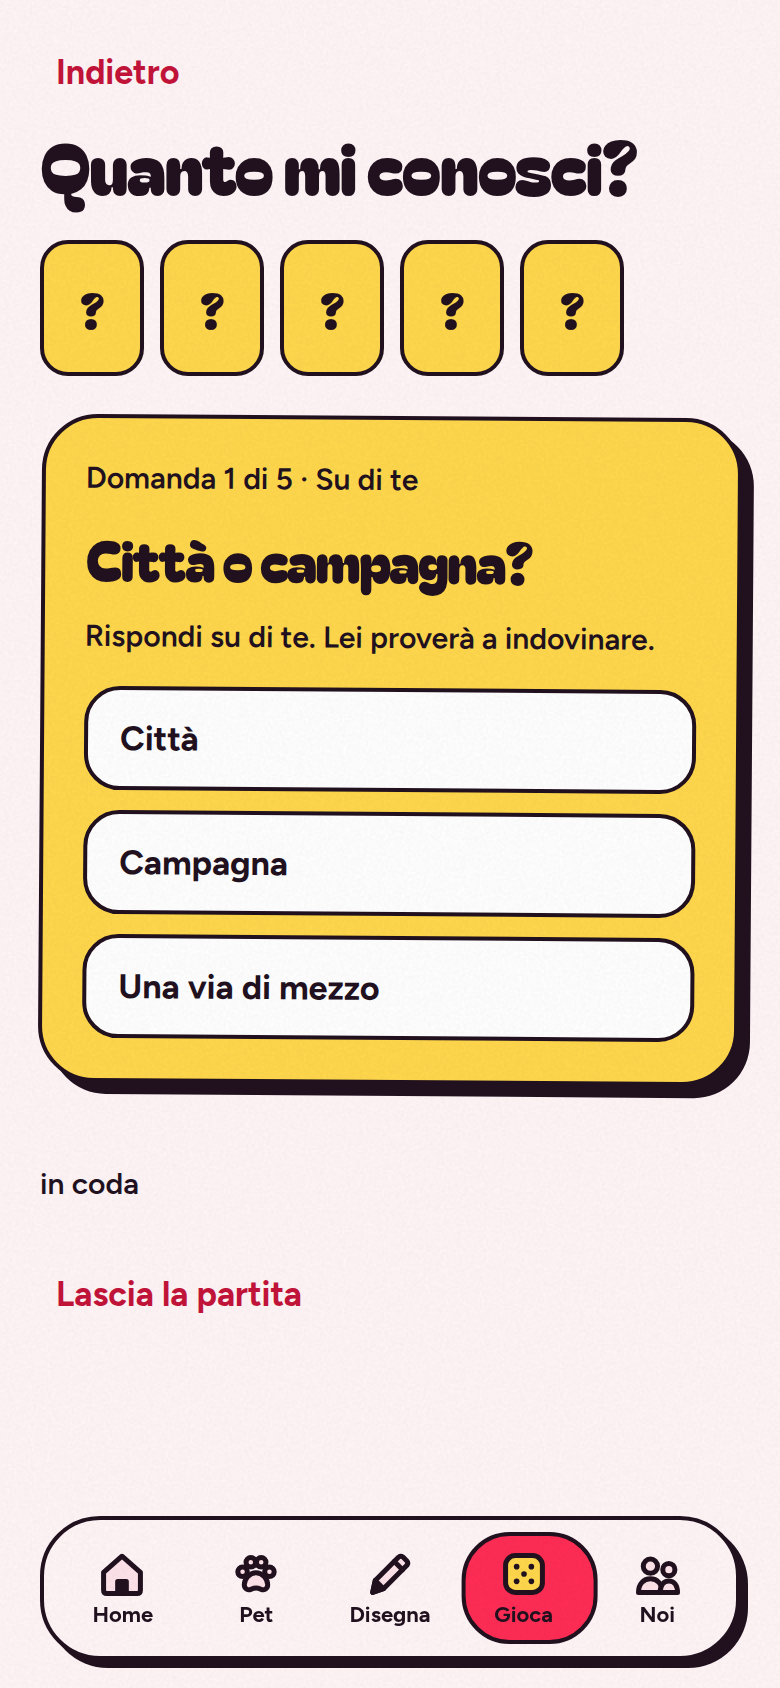 Indietro
Quanto mi conosci?
? ? ? ? ?
Domanda 1 di 5 · Su di te
Città o campagna?
Rispondi su di te. Lei proverà a indovinare.
Città
Campagna
Una via di mezzo
in coda
Lascia la partita
Home Pet Disegna Gioca Noi